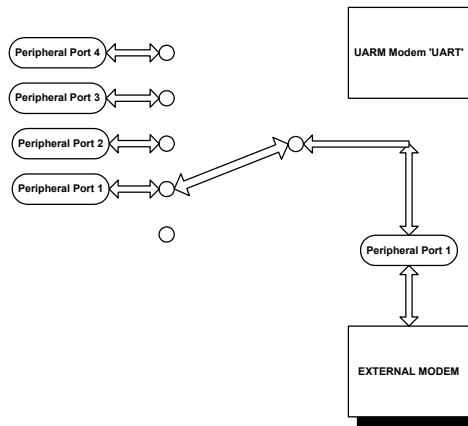 Peripheral Port 4
UARM Modem 'UART'
Peripheral Port 3
Peripheral Port 2
Peripheral Port 1
Peripheral Port 1
EXTERNAL MODEM